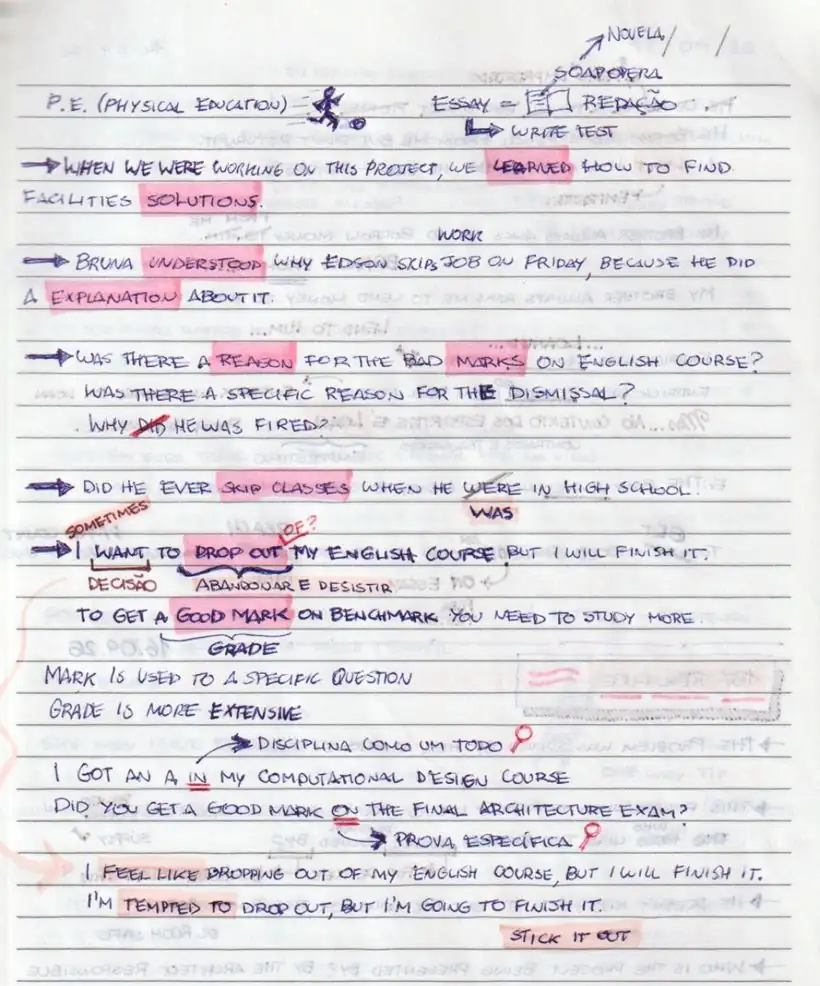 NOVELA
SOAP OPERA
P.E. (PHYSICAL EDUCATION) ESSAY = REDAÇÃO
WRITE TEST
WHEN WE WERE WORKING ON THIS PROJECT, WE LEARNED HOW TO FIND
FACILITIES SOLUTIONS.
WORK
BRUNA UNDERSTOOD WHY EDSON SKIPS JOB ON FRIDAY, BECAUSE HE DID
A EXPLANATION ABOUT IT.
WAS THERE A REASON FOR THE BAD MARKS ON ENGLISH COURSE?
WAS THERE A SPECIFIC REASON FOR THE DISMISSAL?
. WHY DID HE WAS FIRED?
DID HE EVER SKIP CLASSES WHEN HE WERE IN HIGH SCHOOL.
SOMETIMES WAS
OF?
I WANT TO DROP OUT MY ENGLISH COURSE, BUT I WILL FINISH IT.
DECISÃO ABANDONAR E DESISTIR
TO GET A GOOD MARK ON BENCHMARK YOU NEED TO STUDY MORE
GRADE
MARK IS USED TO A SPECIFIC QUESTION
GRADE IS MORE EXTENSIVE
DISCIPLINA COMO UM TODO
I GOT AN A IN MY COMPUTATIONAL DESIGN COURSE
DID YOU GET A GOOD MARK ON THE FINAL ARCHITECTURE EXAM?
PROVA ESPECÍFICA
I FEEL LIKE DROPPING OUT OF MY ENGLISH COURSE, BUT I WILL FINISH IT.
I'M TEMPTED TO DROP OUT, BUT I'M GOING TO FINISH IT.
STICK IT OUT